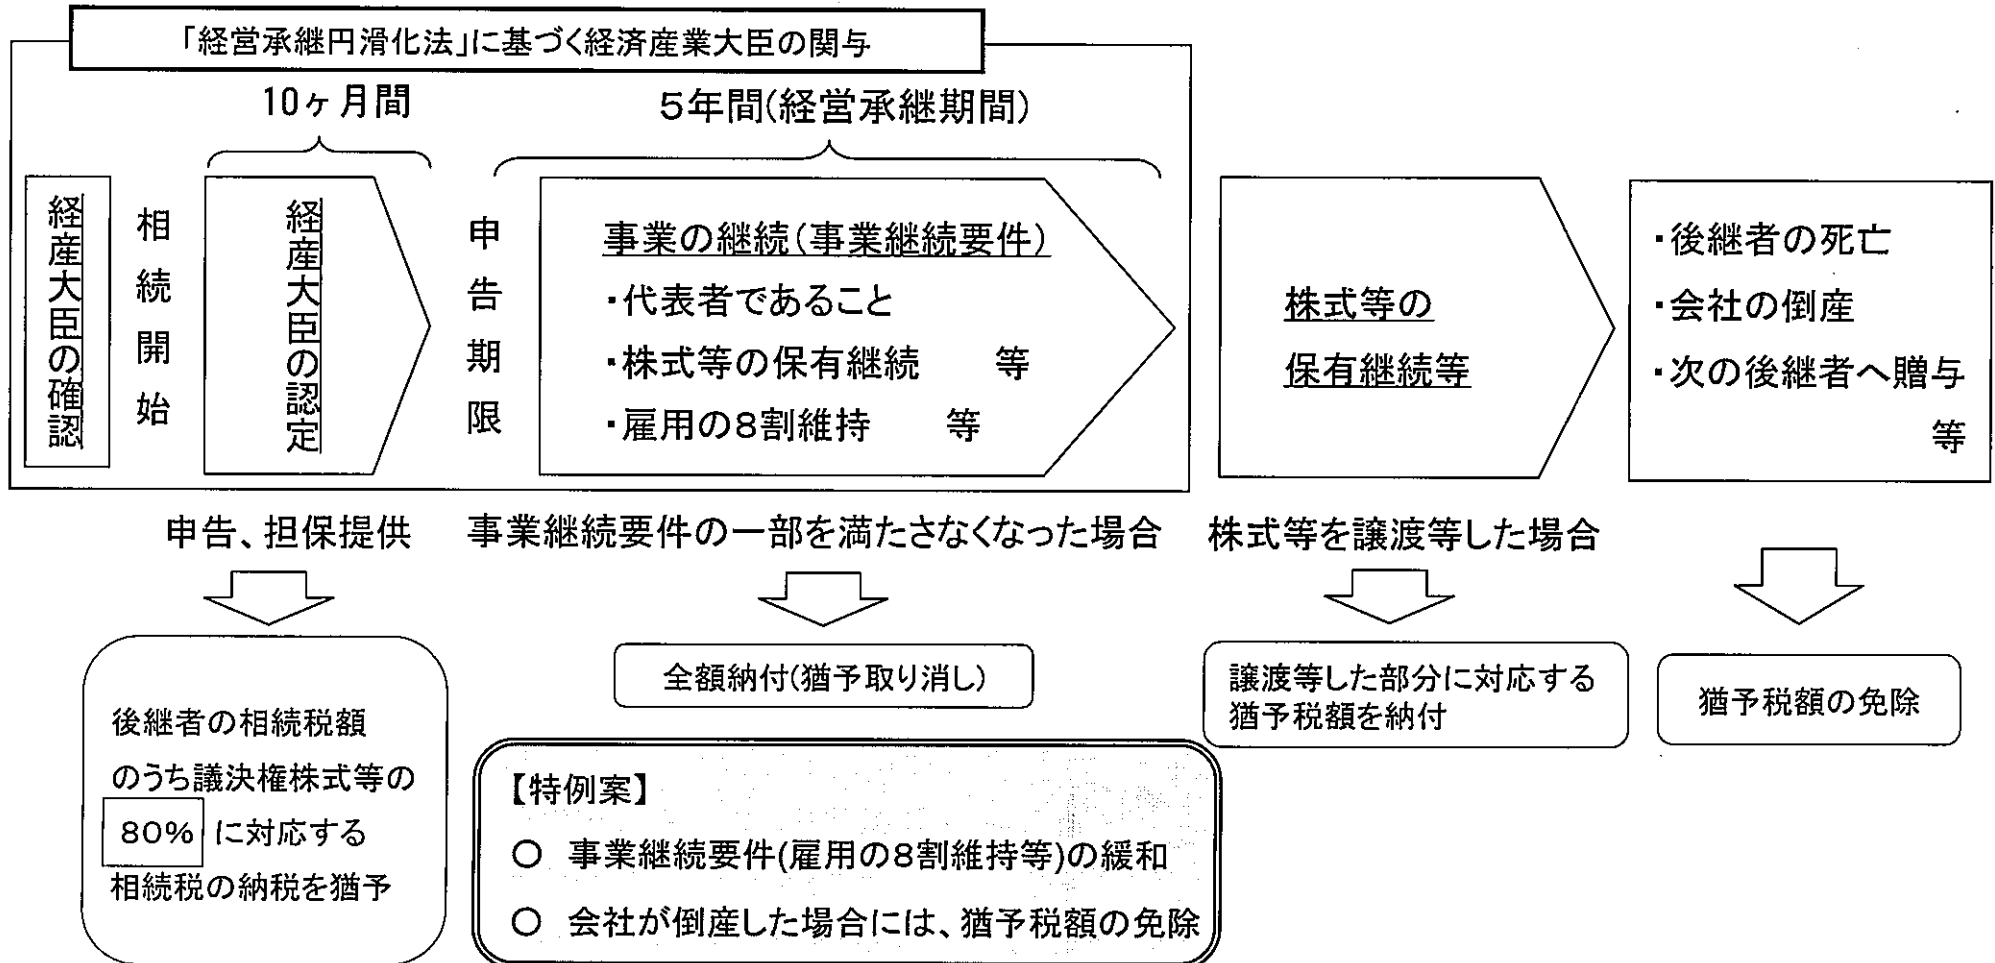 「経営承継円滑化法」に基づく経済産業大臣の関与
10ヶ月間
5年間(経営承継期間)
経産大臣の確認
相続開始
経産大臣の認定
申告期限
事業の継続(事業継続要件)
・代表者であること
・株式等の保有継続 等
・雇用の8割維持 等
株式等の
保有継続等
・後継者の死亡
・会社の倒産
・次の後継者へ贈与
等
申告、担保提供
事業継続要件の一部を満たさなくなった場合
株式等を譲渡等した場合
後継者の相続税額
のうち議決権株式等の
80% に対応する
相続税の納税を猶予
全額納付(猶予取り消し)
譲渡等した部分に対応する
猶予税額を納付
猶予税額の免除
【特例案】
○ 事業継続要件(雇用の8割維持等)の緩和
○ 会社が倒産した場合には、猶予税額の免除